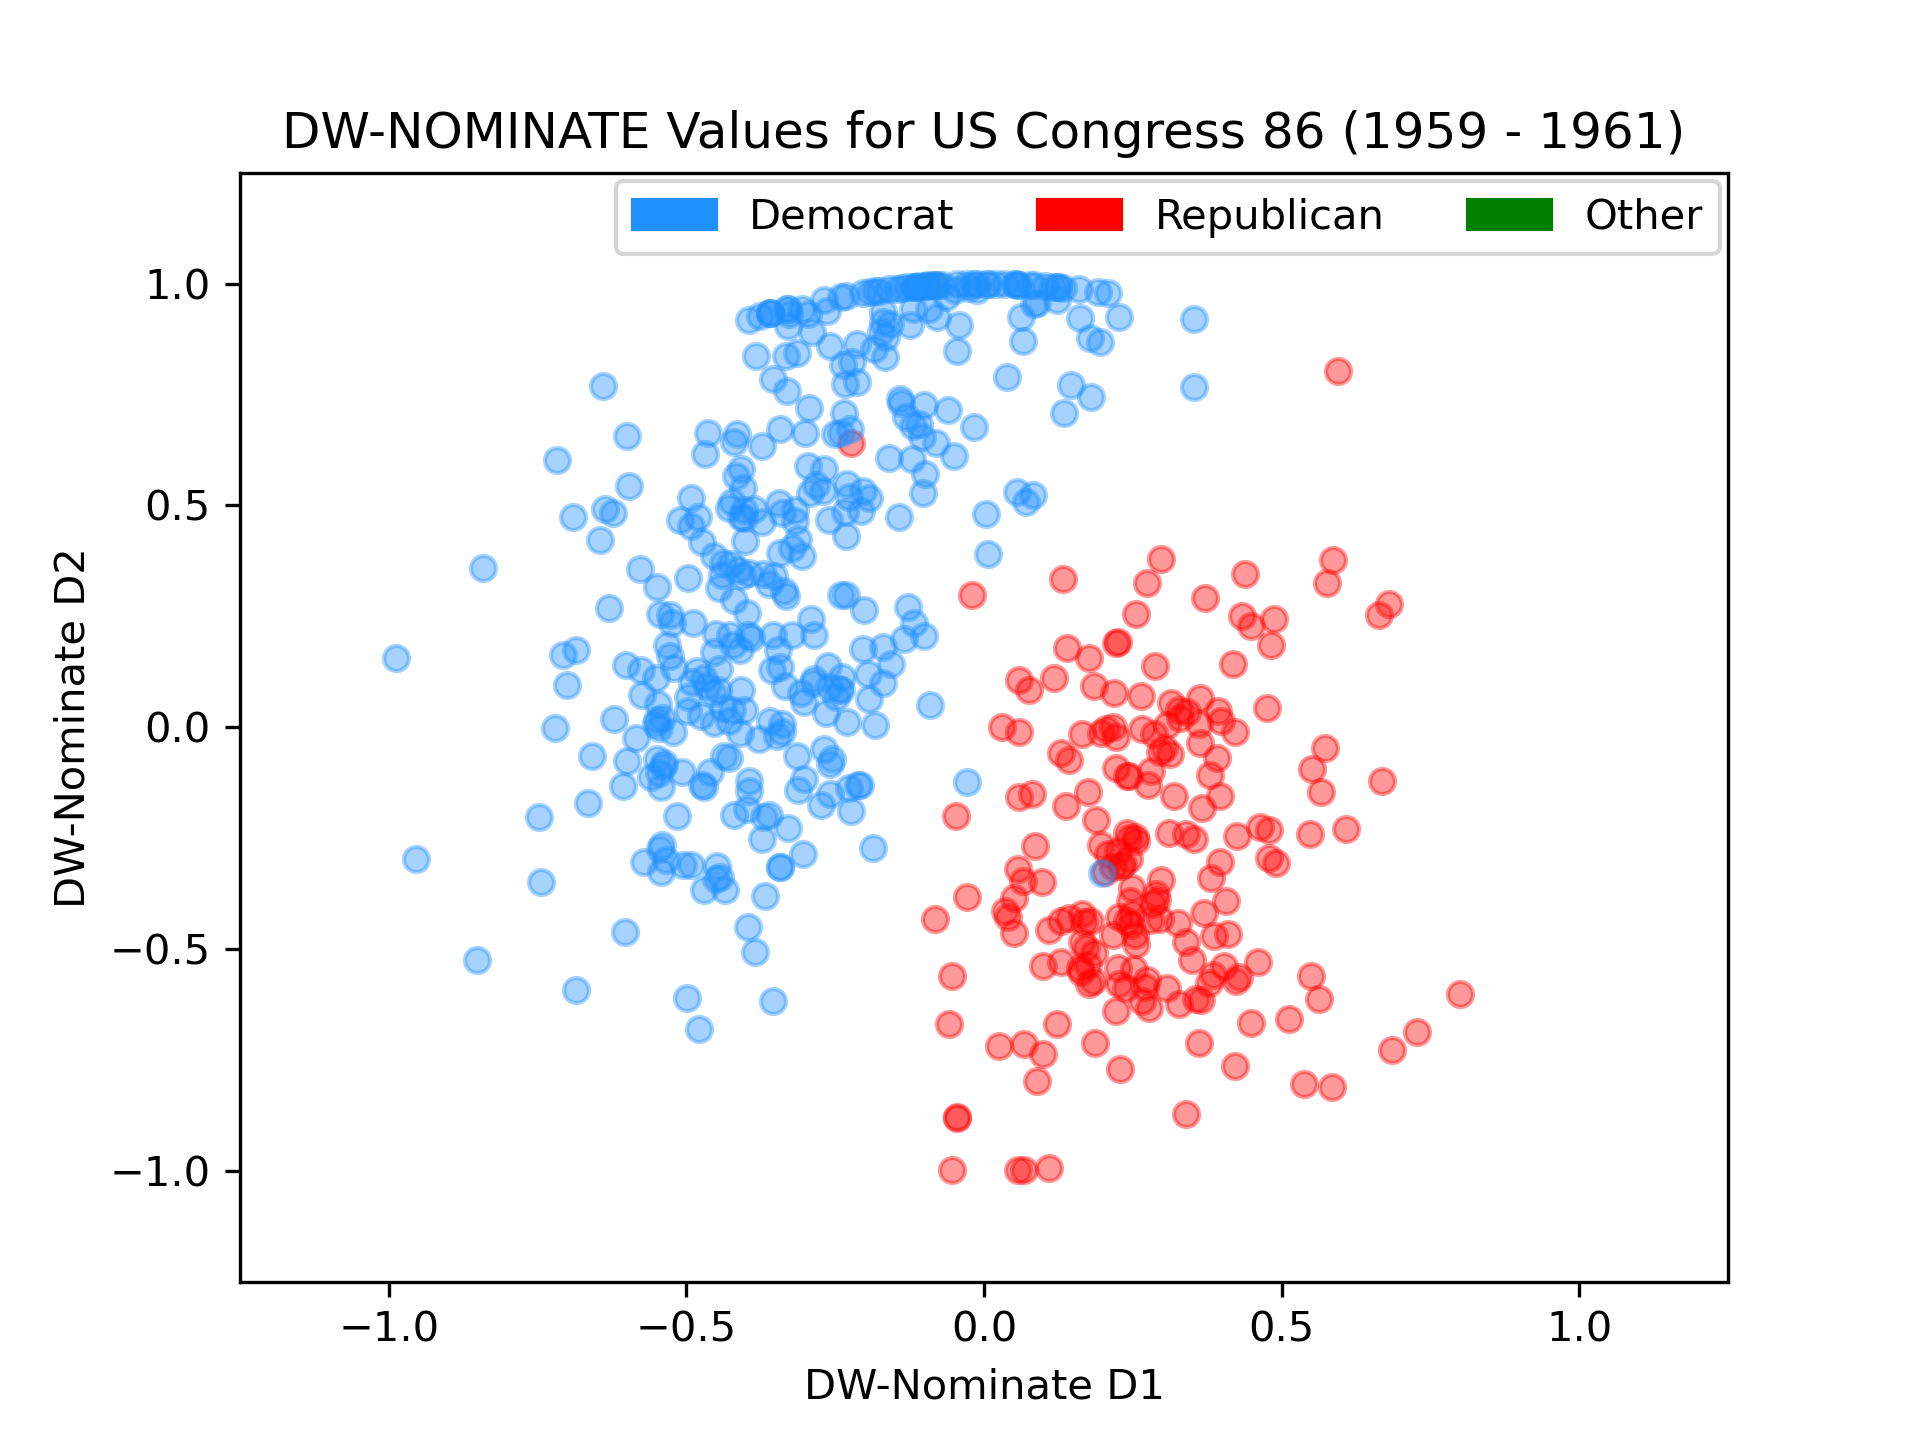 DW-NOMINATE Values for US Congress 86 (1959 - 1961)
Democrat Republican Other
1.0
0.5
0.0
−0.5
−1.0
DW-Nominate D2
−1.0 −0.5 0.0 0.5 1.0
DW-Nominate D1